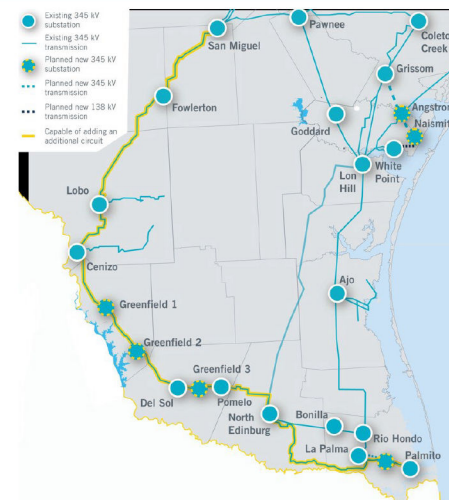 Existing 345 kV
substation
Existing 345 kV
transmission
Planned new 345 kV
substation
Planned new 345 kV
transmission
Planned new 138 kV
transmission
Capable of adding an
additional circuit
Pawnee
San Miguel
Coleto
Creek
Grissom
Fowlerton
Angstrom
Naismith
Goddard
White
Point
Lon
Hill
Lobo
Cenizo
Ajo
Greenfield 1
Greenfield 2
Greenfield 3
Del Sol
Pomelo
North
Edinburg
Bonilla
Rio Hondo
La Palma
Palmito